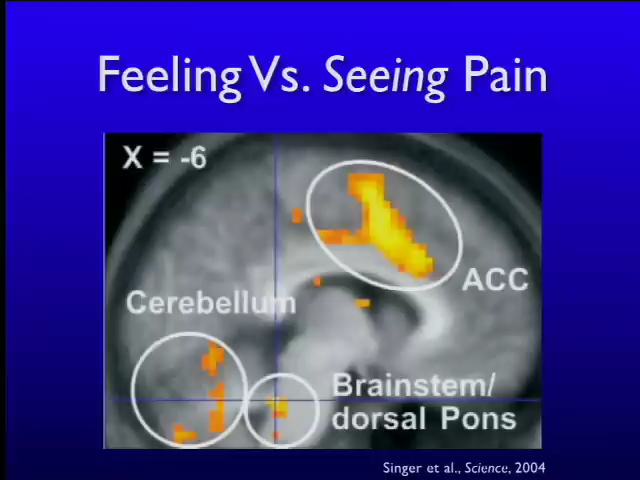 Feeling Vs. Seeing Pain
X = -6
ACC
Cerebellum
Brainstem/
dorsal Pons
Singer et al., Science, 2004